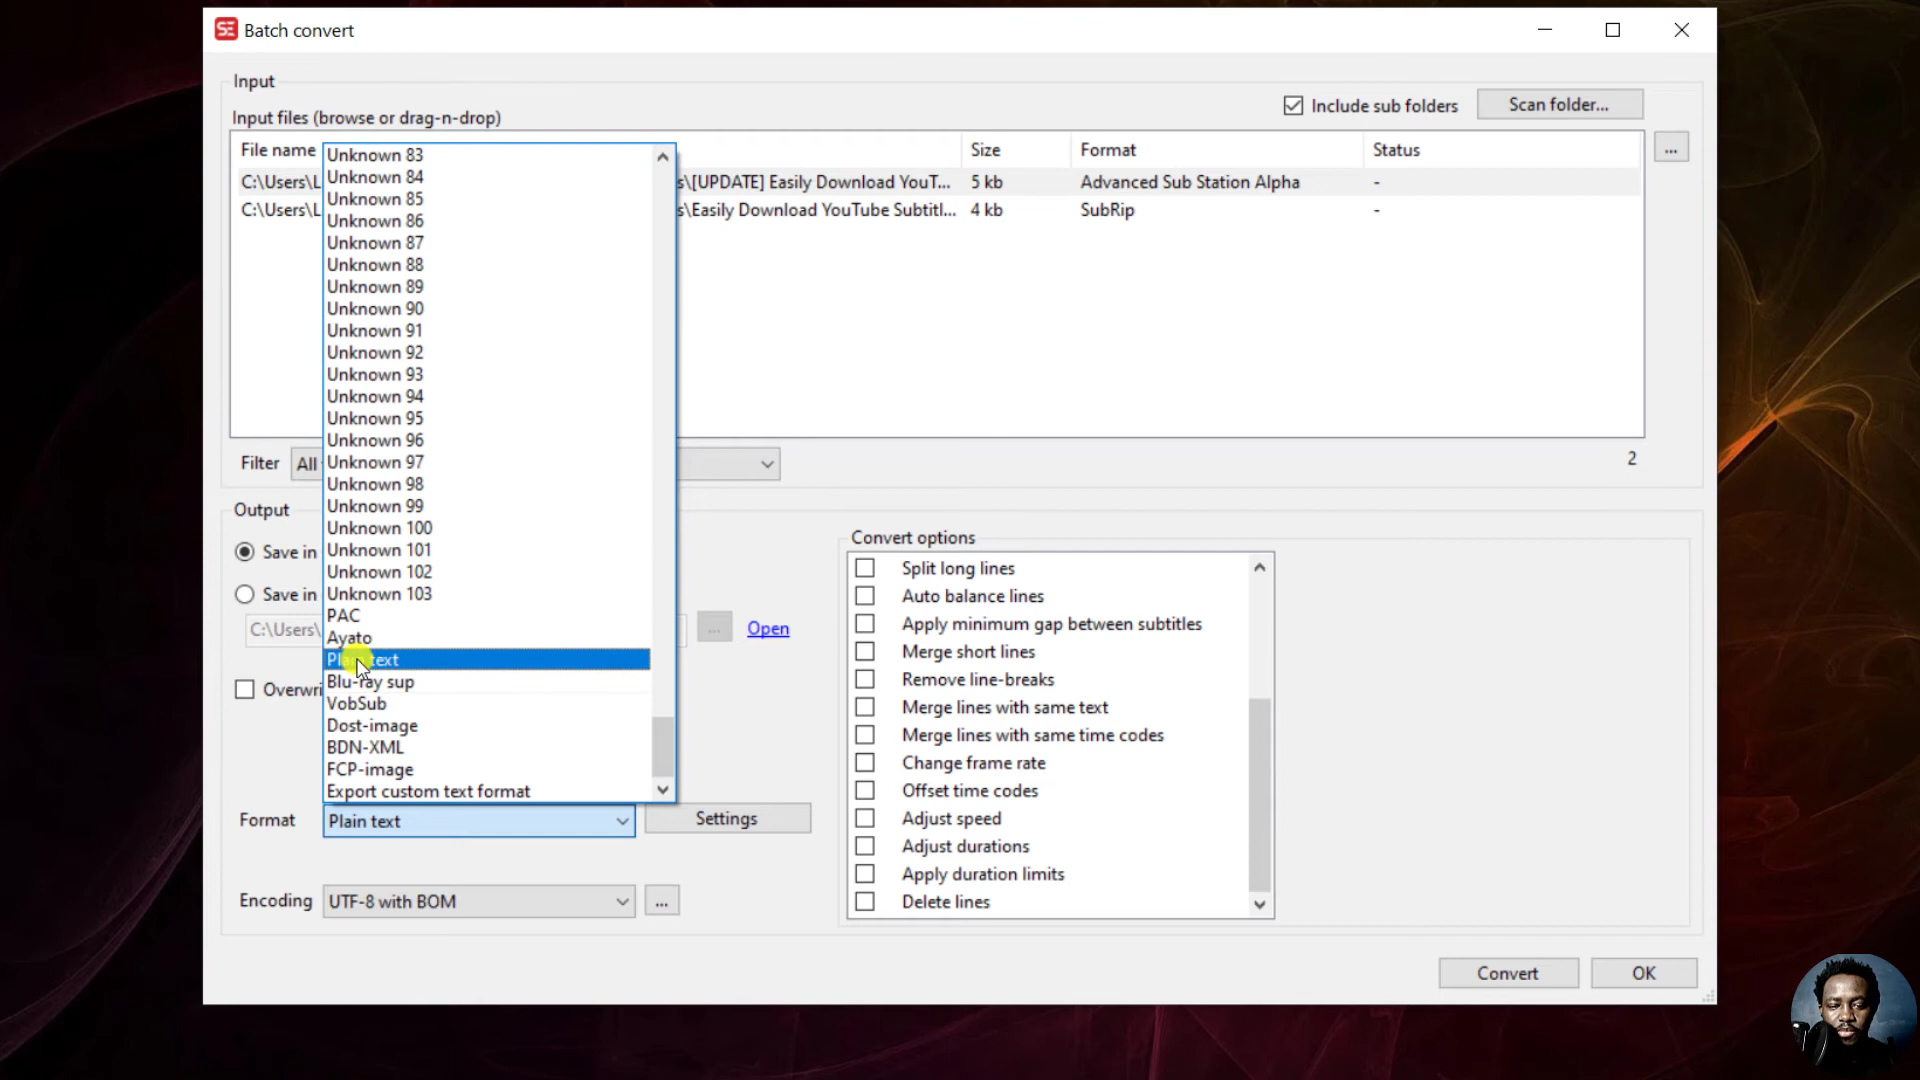 SE Batch convert
Input
Include sub folders
Scan folder...
Input files (browse or drag-n-drop)
File name
Size
Format
Status
...
C:\Users\L
s\[UPDATE] Easily Download YouT...
5 kb
Advanced Sub Station Alpha
-
C:\Users\L
s\Easily Download YouTube Subtitl...
4 kb
SubRip
-
Unknown 83
Unknown 84
Unknown 85
Unknown 86
Unknown 87
Unknown 88
Unknown 89
Unknown 90
Unknown 91
Unknown 92
Unknown 93
Unknown 94
Unknown 95
Unknown 96
Unknown 97
Unknown 98
Unknown 99
Unknown 100
Unknown 101
Unknown 102
Unknown 103
PAC
Ayato
Plain text
Blu-ray sup
VobSub
Dost-image
BDN-XML
FCP-image
Export custom text format
Filter
All
2
Output
Save in
Save in
C:\Users\
...
Open
Overwri
Format
Plain text
Settings
Encoding
UTF-8 with BOM
...
Convert options
Split long lines
Auto balance lines
Apply minimum gap between subtitles
Merge short lines
Remove line-breaks
Merge lines with same text
Merge lines with same time codes
Change frame rate
Offset time codes
Adjust speed
Adjust durations
Apply duration limits
Delete lines
Convert
OK